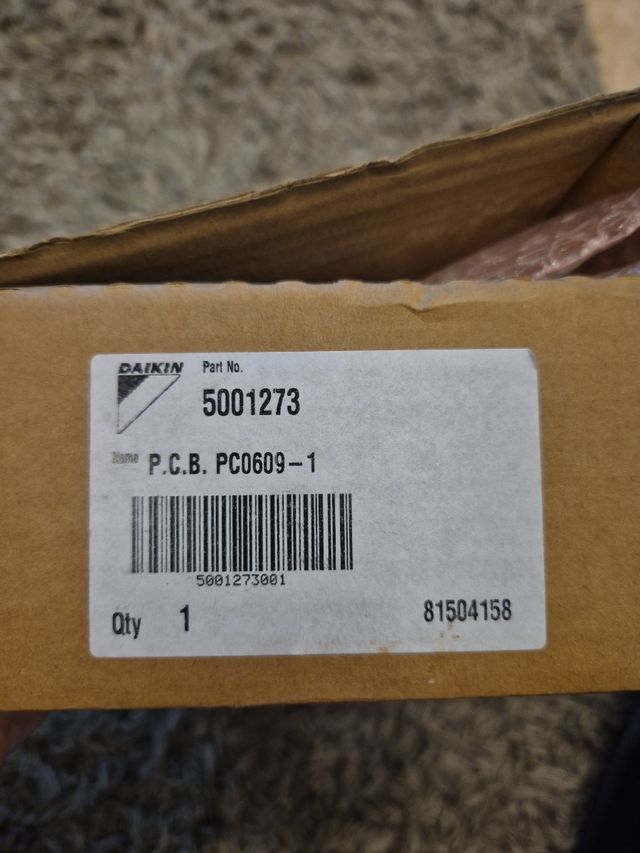 DAIKIN
Part No.
5001273
Name P.C.B. PC0609-1
5001273001
Qty 1 81504158